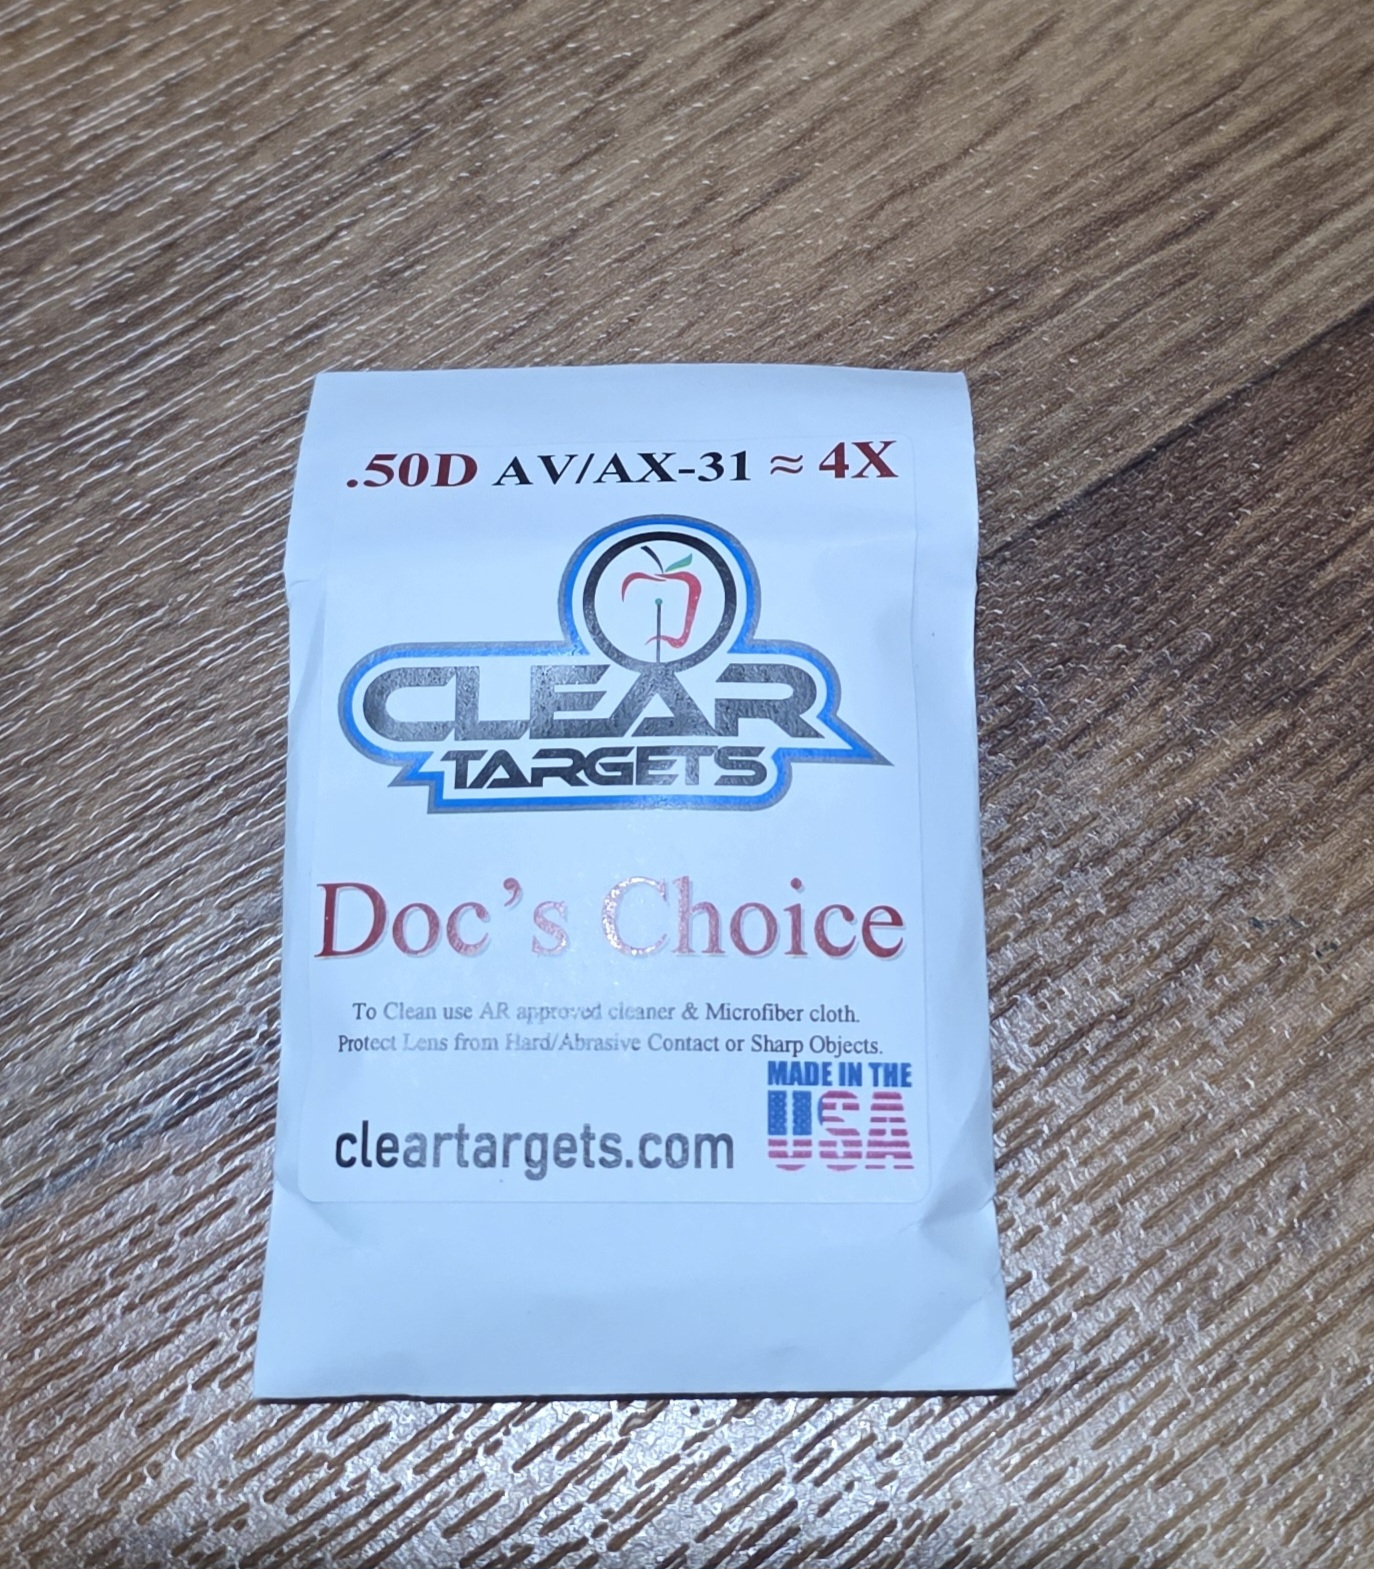 .50D AV/AX-31 ≈ 4X
CLEAR
TARGETS
Doc's Choice
To Clean use AR approved cleaner & Microfiber cloth.
Protect Lens from Hard/Abrasive Contact or Sharp Objects.
MADE IN THE
USA
cleartargets.com